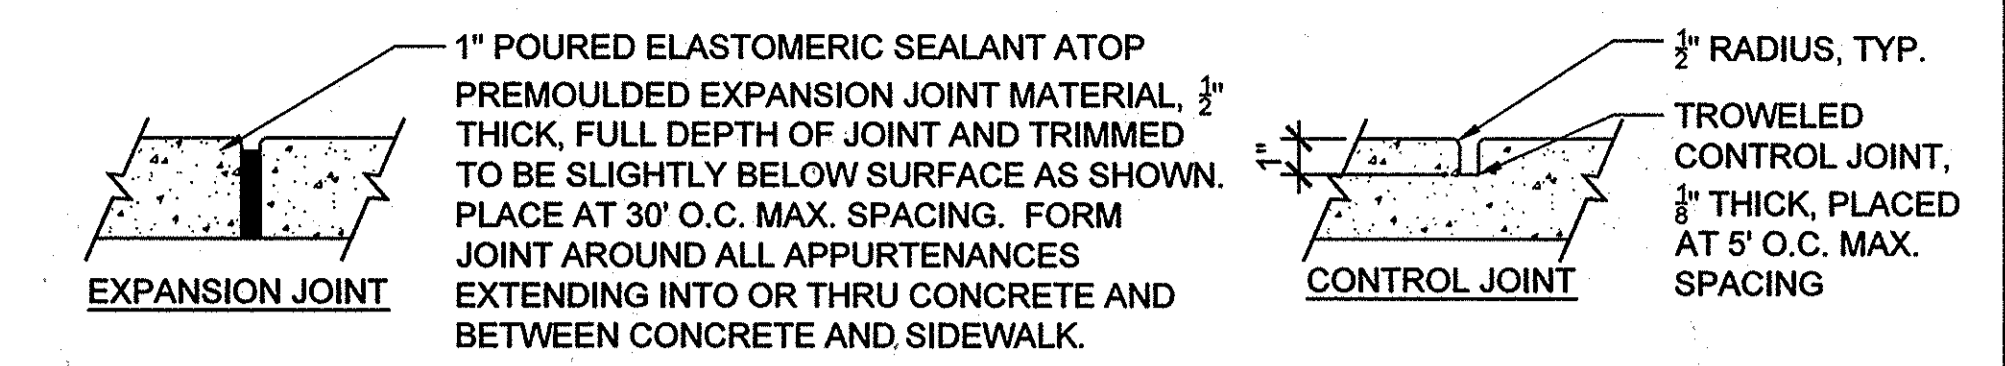 1" POURED ELASTOMERIC SEALANT ATOP
PREMOULDED EXPANSION JOINT MATERIAL, 1/2"
THICK, FULL DEPTH OF JOINT AND TRIMMED
TO BE SLIGHTLY BELOW SURFACE AS SHOWN.
PLACE AT 30' O.C. MAX. SPACING. FORM
JOINT AROUND ALL APPURTENANCES
EXTENDING INTO OR THRU CONCRETE AND
BETWEEN CONCRETE AND SIDEWALK.
EXPANSION JOINT
1/2" RADIUS, TYP.
TROWELED
CONTROL JOINT,
1/8" THICK, PLACED
AT 5' O.C. MAX.
SPACING
1"
CONTROL JOINT